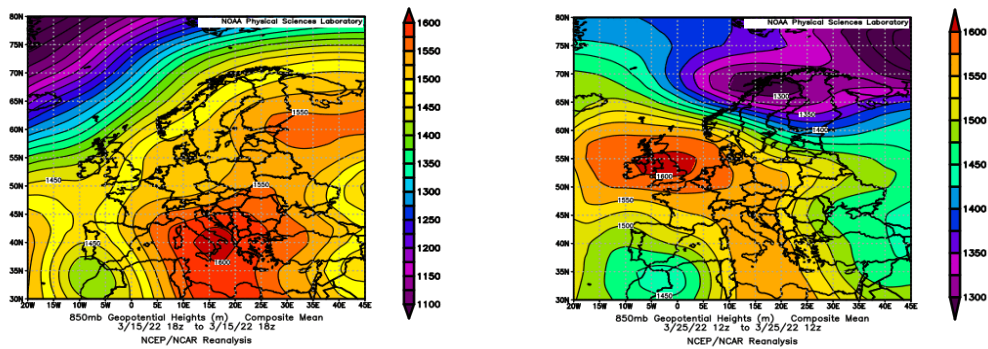 NOAA Physical Sciences Laboratory
80N
75N
70N
65N
60N
55N
50N
45N
40N
35N
30N
1550
1450
1550
1450
1600
20W 15W 10W 5W 0 5E 10E 15E 20E 25E 30E 35E 40E 45E
1600
1550
1500
1450
1400
1350
1300
1250
1200
1150
1100
850mb Geopotential Heights (m) Composite Mean
3/15/22 18z to 3/15/22 18z
NCEP/NCAR Reanalysis
NOAA Physical Sciences Laboratory
80N
75N
70N
65N
60N
55N
50N
45N
40N
35N
30N
1300
1350
1400
1600
1550
1500
1450
20W 15W 10W 5W 0 5E 10E 15E 20E 25E 30E 35E 40E 45E
1600
1550
1500
1450
1400
1350
1300
850mb Geopotential Heights (m) Composite Mean
3/25/22 12z to 3/25/22 12z
NCEP/NCAR Reanalysis